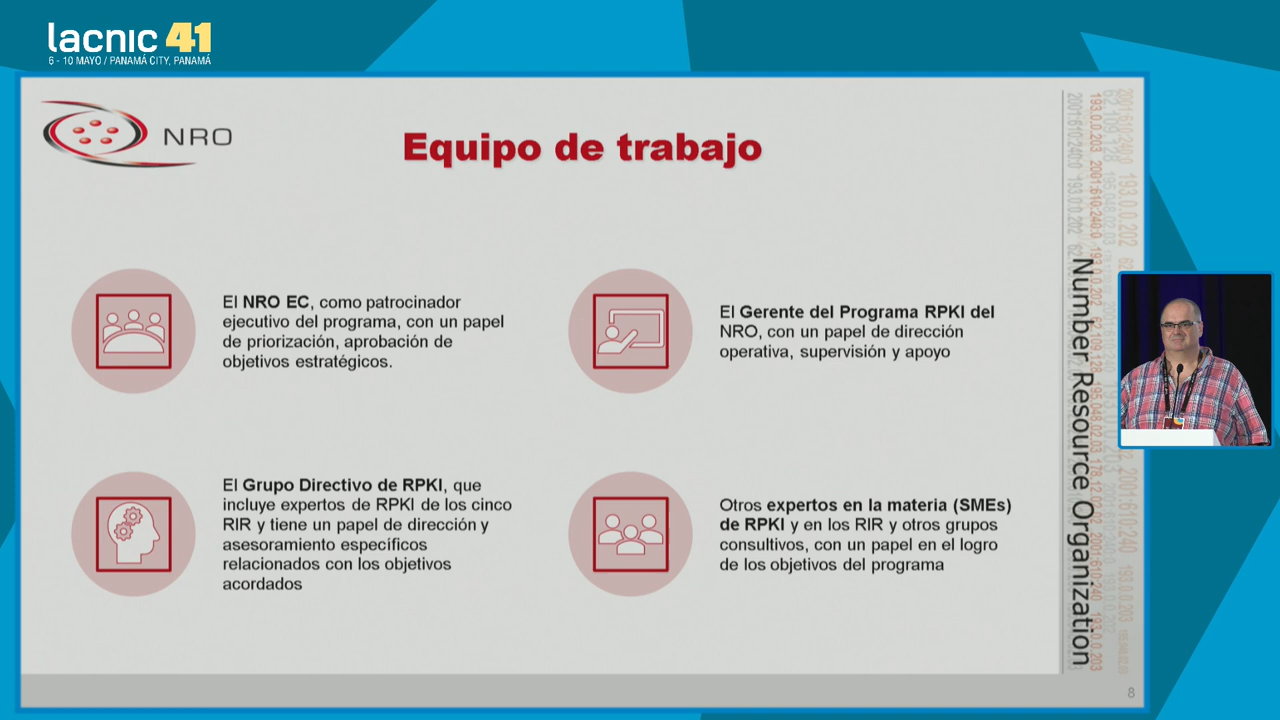 lacnic 41
6 - 10 MAYO / PANAMÁ CITY, PANAMÁ
NRO
Equipo de trabajo
El NRO EC, como patrocinador
ejecutivo del programa, con un papel
de priorización, aprobación de
objetivos estratégicos.
El Gerente del Programa RPKI del
NRO, con un papel de dirección
operativa, supervisión y apoyo
El Grupo Directivo de RPKI, que
incluye expertos de RPKI de los cinco
RIR y tiene un papel de dirección y
asesoramiento específicos
relacionados con los objetivos
acordados
Otros expertos en la materia (SMEs)
de RPKI y en los RIR y otros grupos
consultivos, con un papel en el logro
de los objetivos del programa
Number Resource Organization
8